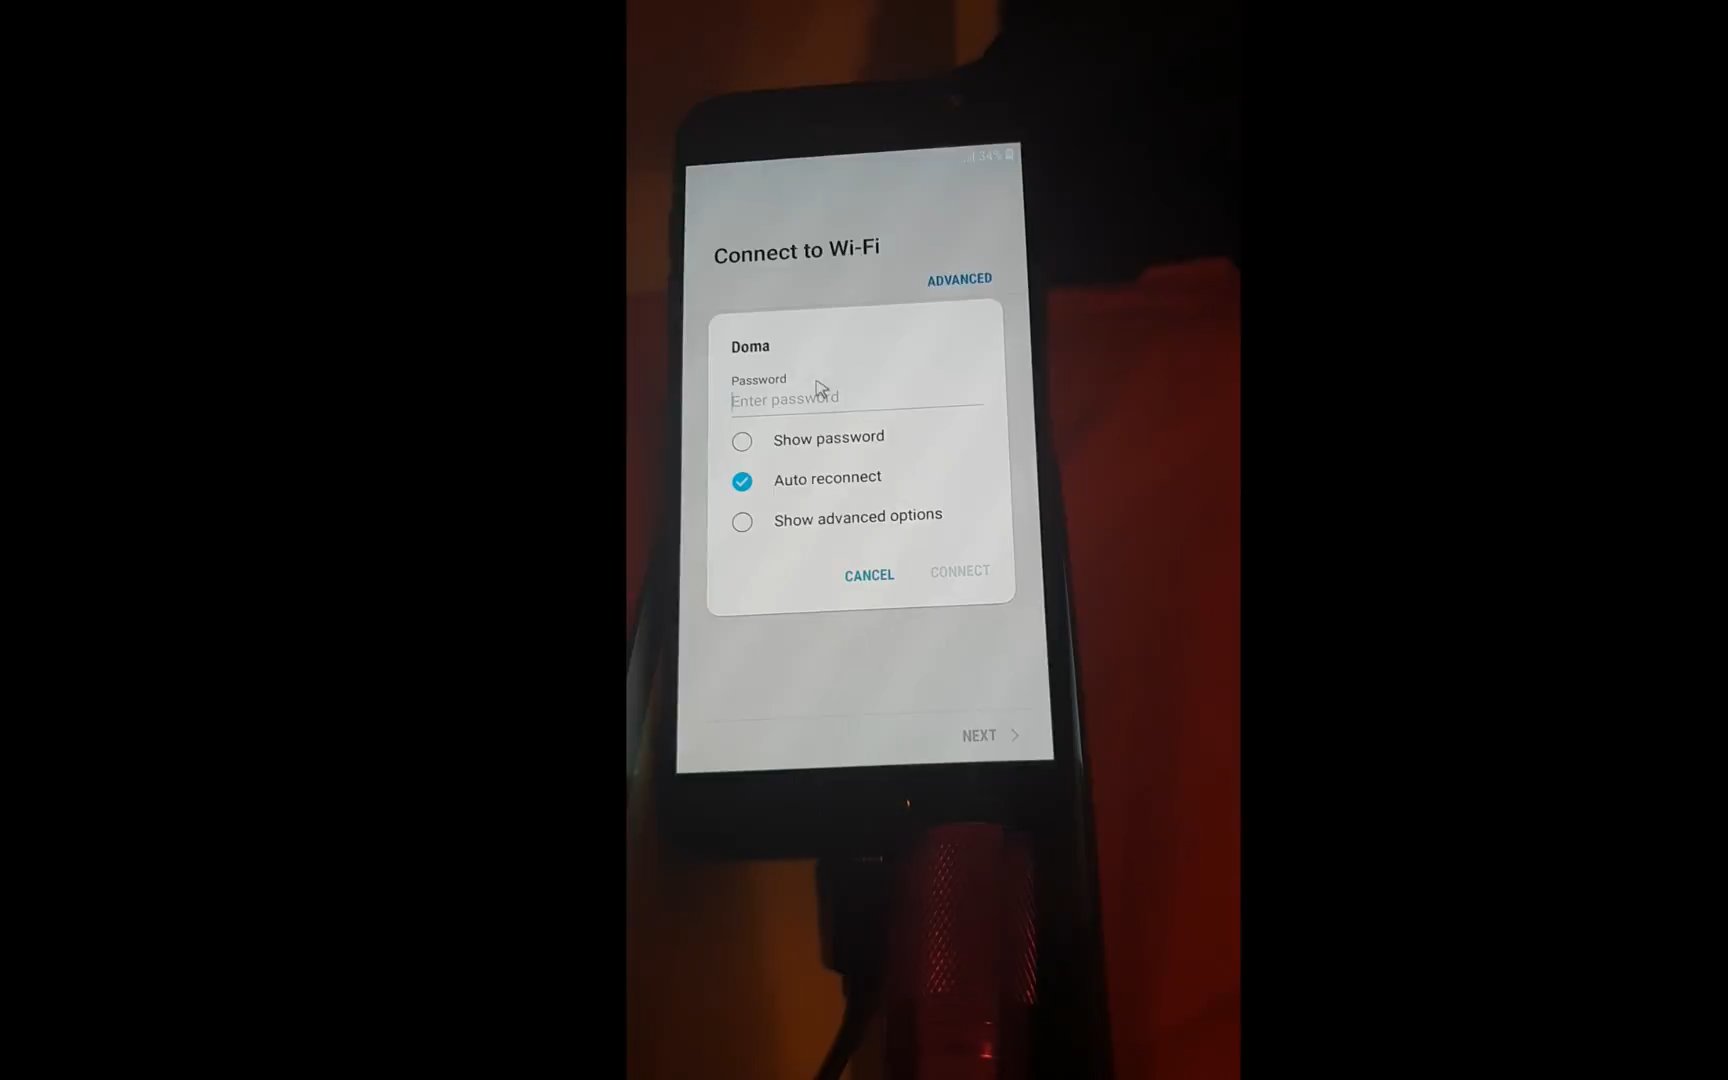 34%
Connect to Wi-Fi
ADVANCED
Doma
Password
Enter password
Show password
Auto reconnect
Show advanced options
CANCEL CONNECT
NEXT